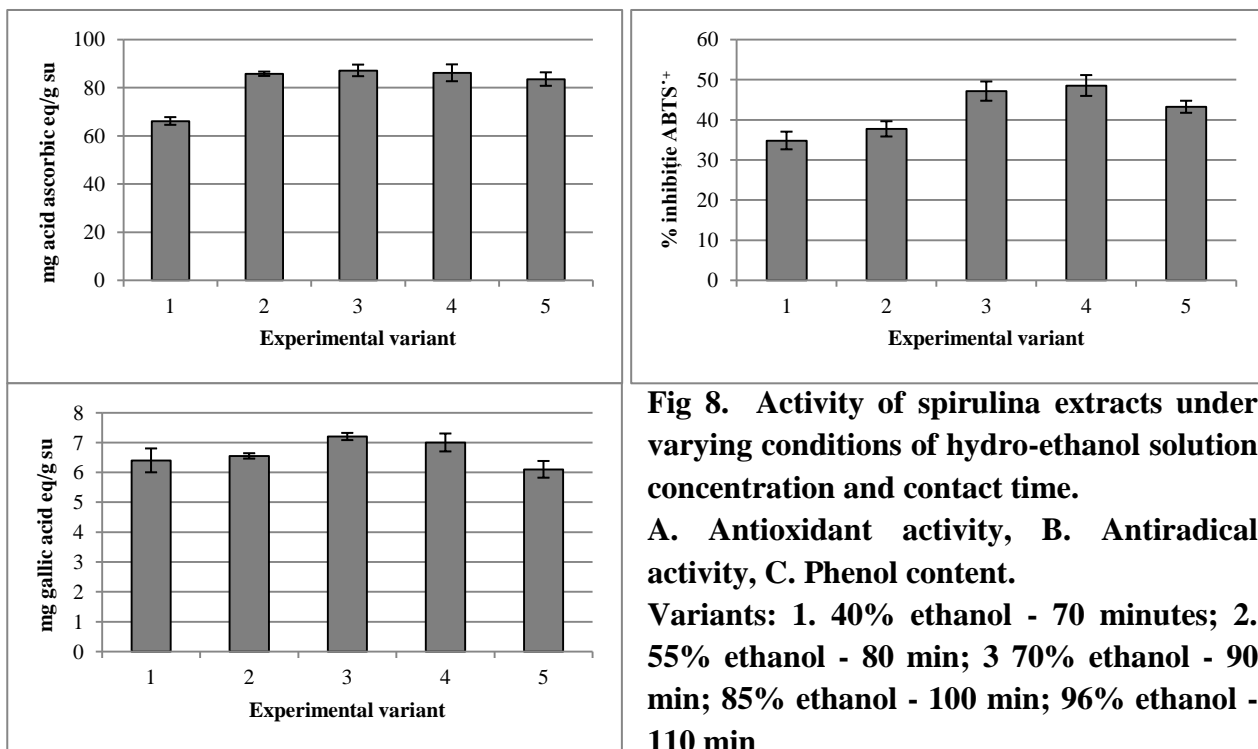 100
80
60
40
20
0
mg acid ascorbic eq/g su
1 2 3 4 5
Experimental variant
60
50
40
30
20
10
0
% inhibiție ABTS˙⁺
1 2 3 4 5
Experimental variant
8
7
6
5
4
3
2
1
0
mg gallic acid eq/g su
1 2 3 4 5
Experimental variant
Fig 8. Activity of spirulina extracts under
varying conditions of hydro-ethanol solution
concentration and contact time.
A. Antioxidant activity, B. Antiradical
activity, C. Phenol content.
Variants: 1. 40% ethanol - 70 minutes; 2.
55% ethanol - 80 min; 3 70% ethanol - 90
min; 85% ethanol - 100 min; 96% ethanol -
110 min